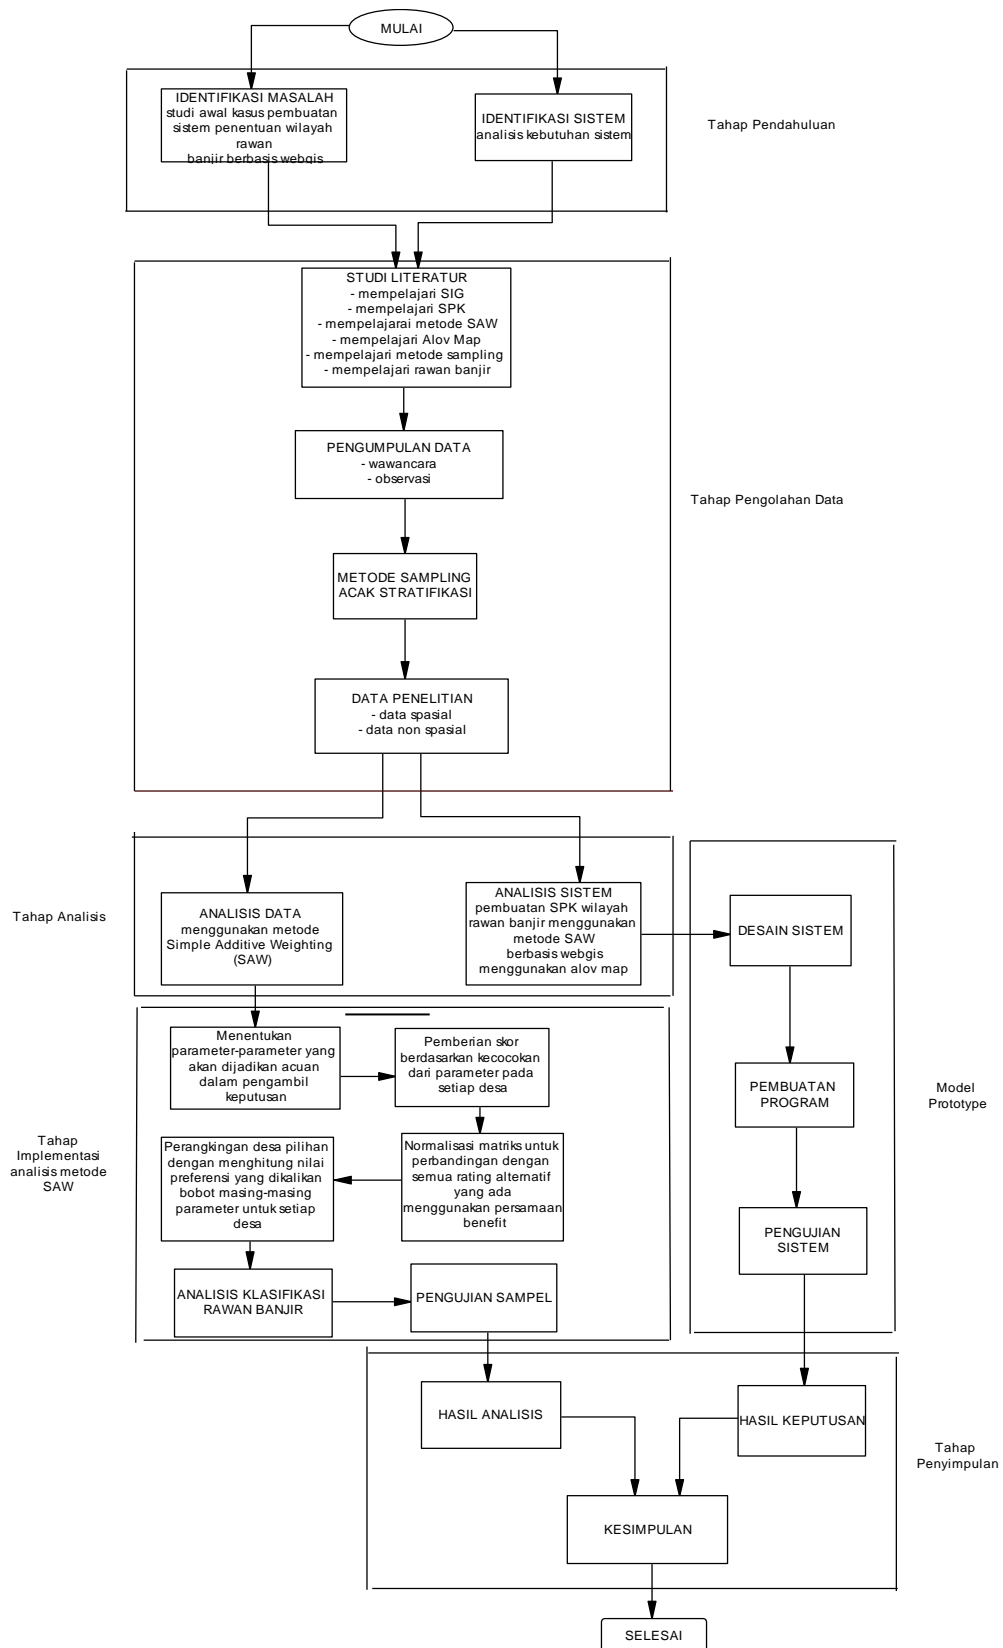 MULAI
IDENTIFIKASI MASALAH
studi awal kasus pembuatan
sistem penentuan wilayah
rawan
banjir berbasis webgis
IDENTIFIKASI SISTEM
analisis kebutuhan sistem
Tahap Pendahuluan
STUDI LITERATUR
- mempelajari SIG
- mempelajari SPK
- mempelajarai metode SAW
- mempelajari Alov Map
- mempelajari metode sampling
- mempelajari rawan banjir
PENGUMPULAN DATA
- wawancara
- observasi
Tahap Pengolahan Data
METODE SAMPLING
ACAK STRATIFIKASI
DATA PENELITIAN
- data spasial
- data non spasial
Tahap Analisis
ANALISIS DATA
menggunakan metode
Simple Additive Weighting
(SAW)
ANALISIS SISTEM
pembuatan SPK wilayah
rawan banjir menggunakan
metode SAW
berbasis webgis
menggunakan alov map
DESAIN SISTEM
Menentukan
parameter-parameter yang
akan dijadikan acuan
dalam pengambil
keputusan
Pemberian skor
berdasarkan kecocokan
dari parameter pada
setiap desa
PEMBUATAN
PROGRAM
Model
Prototype
Tahap
Implementasi
analisis metode
SAW
Perangkingan desa pilihan
dengan menghitung nilai
preferensi yang dikalikan
bobot masing-masing
parameter untuk setiap
desa
Normalisasi matriks untuk
perbandingan dengan
semua rating alternatif
yang ada
menggunakan persamaan
benefit
PENGUJIAN
SISTEM
ANALISIS KLASIFIKASI
RAWAN BANJIR
PENGUJIAN SAMPEL
HASIL ANALISIS
HASIL KEPUTUSAN
Tahap
Penyimpulan
KESIMPULAN
SELESAI